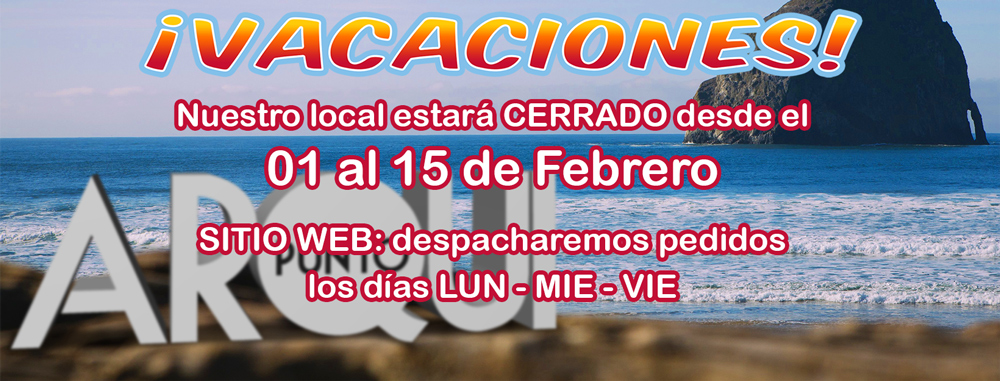 ¡VACACIONES!
Nuestro local estará CERRADO desde el
01 al 15 de Febrero
SITIO WEB: despacharemos pedidos
los días LUN - MIE - VIE
ARQUI
PUNTO